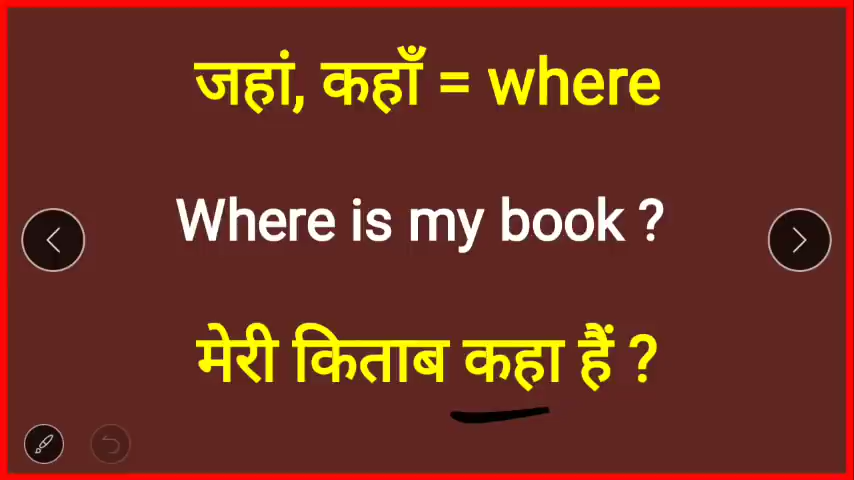 जहां, कहाँ = where
Where is my book ?
मेरी किताब कहा हैं ?